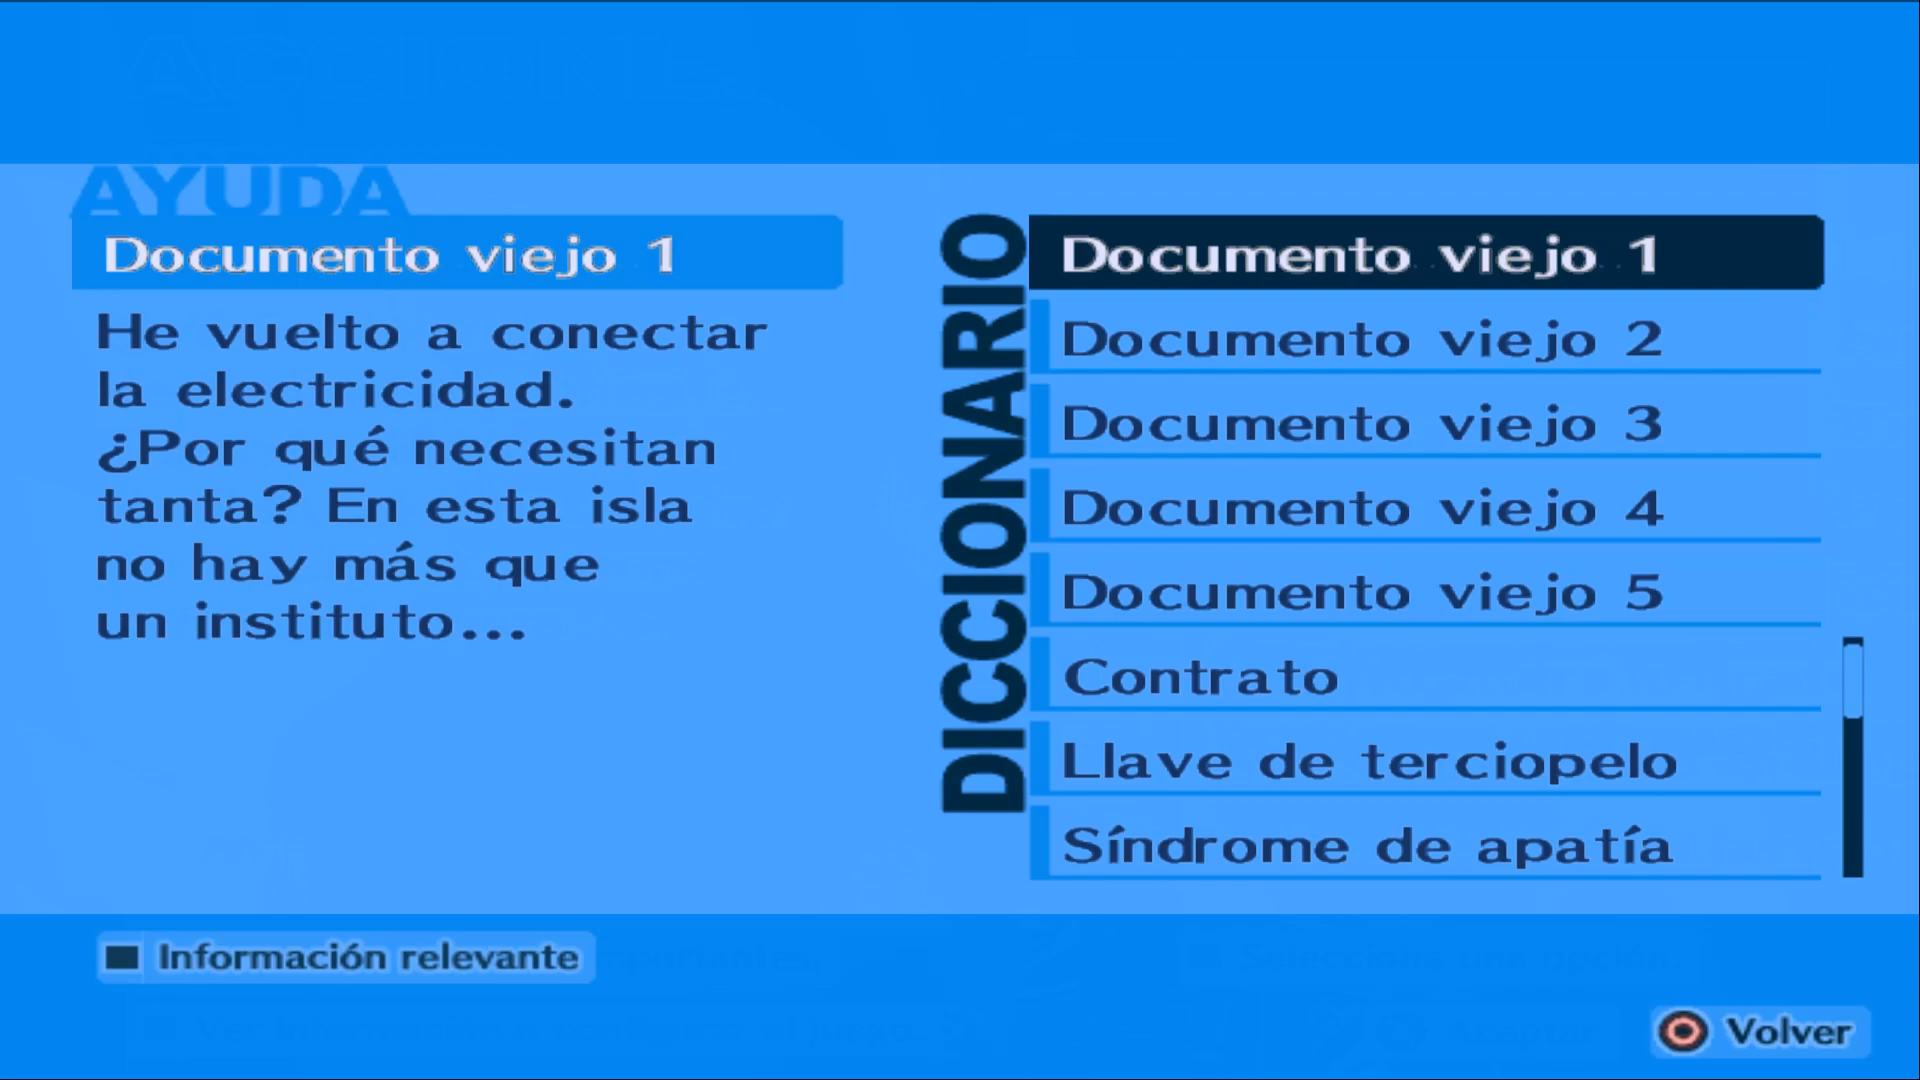 AYUDA
Documento viejo 1
He vuelto a conectar
la electricidad.
¿Por qué necesitan
tanta? En esta isla
no hay más que
un instituto...
DICCIONARIO
Documento viejo 1
Documento viejo 2
Documento viejo 3
Documento viejo 4
Documento viejo 5
Contrato
Llave de terciopelo
Síndrome de apatía
Información relevante
Volver